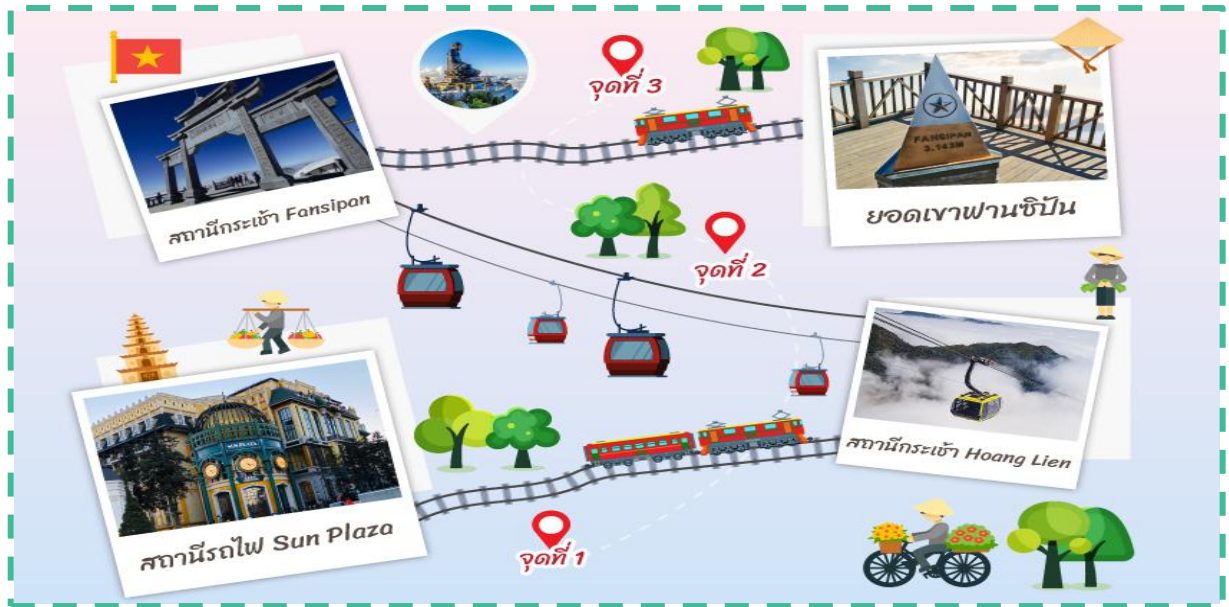 จุดที่ 3
FANSIPAN
3.143M
สถานีกระเช้า Fansipan
ยอดเขาฟานซิปัน
จุดที่ 2
SUN PLAZA
สถานีกระเช้า Hoang Lien
สถานีรถไฟ Sun Plaza
จุดที่ 1